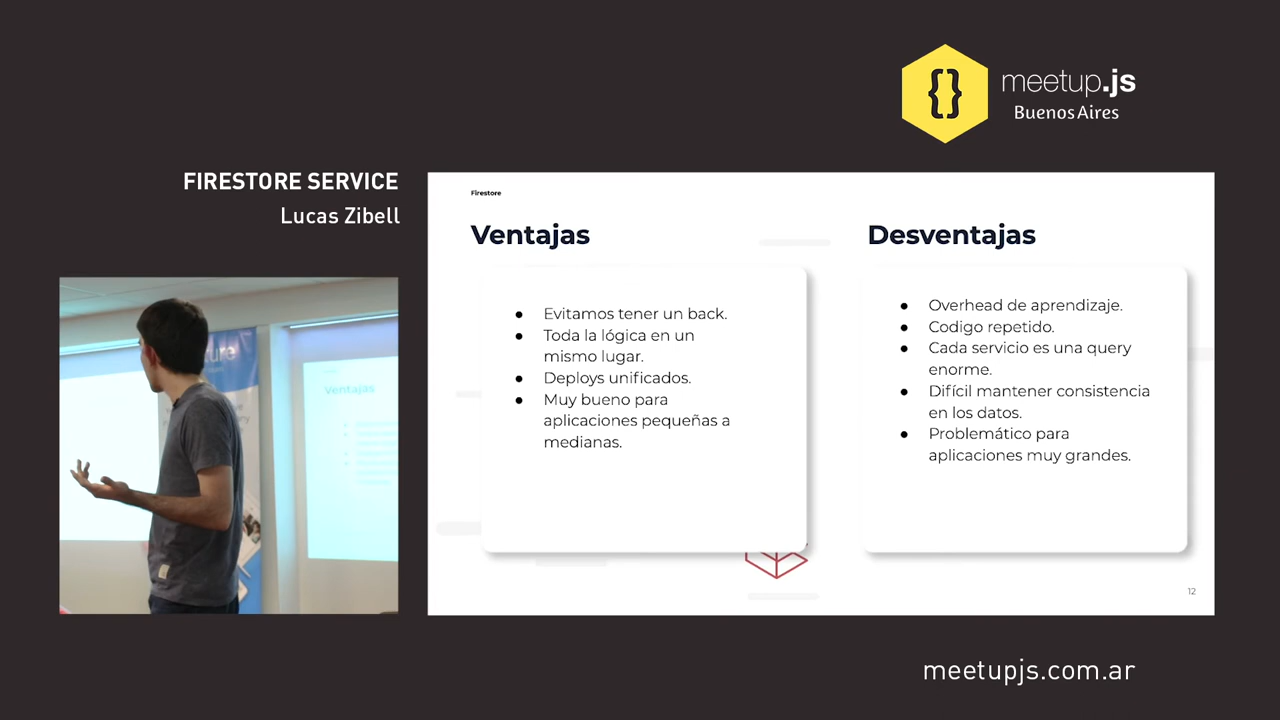 {}
meetup.js
Buenos Aires
FIRESTORE SERVICE
Lucas Zibell
Firestore
Ventajas
● Evitamos tener un back.
● Toda la lógica en un
mismo lugar.
● Deploys unificados.
● Muy bueno para
aplicaciones pequeñas a
medianas.
Desventajas
● Overhead de aprendizaje.
● Codigo repetido.
● Cada servicio es una query
enorme.
● Difícil mantener consistencia
en los datos.
● Problemático para
aplicaciones muy grandes.
12
Ventajas
meetupjs.com.ar